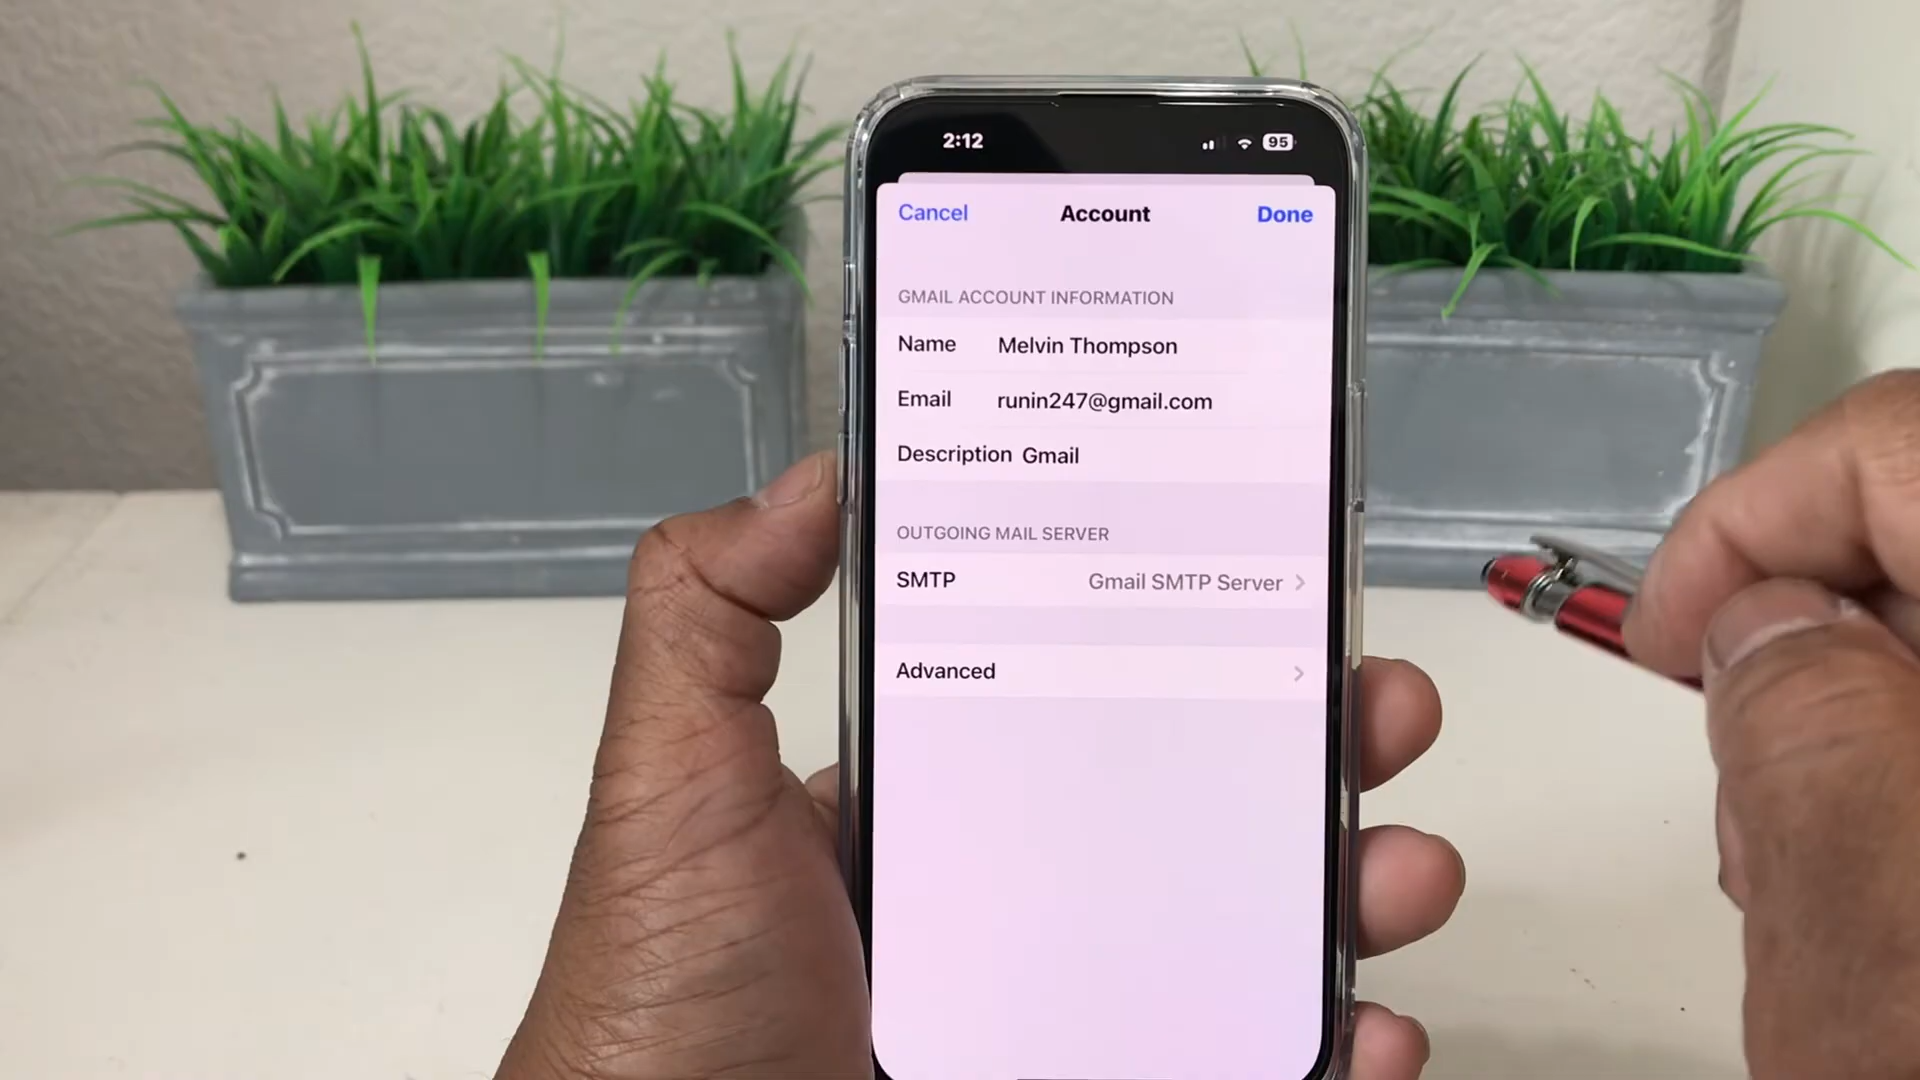 2:12 95
Cancel Account Done
GMAIL ACCOUNT INFORMATION
Name Melvin Thompson
Email runin247@gmail.com
Description Gmail
OUTGOING MAIL SERVER
SMTP Gmail SMTP Server
Advanced